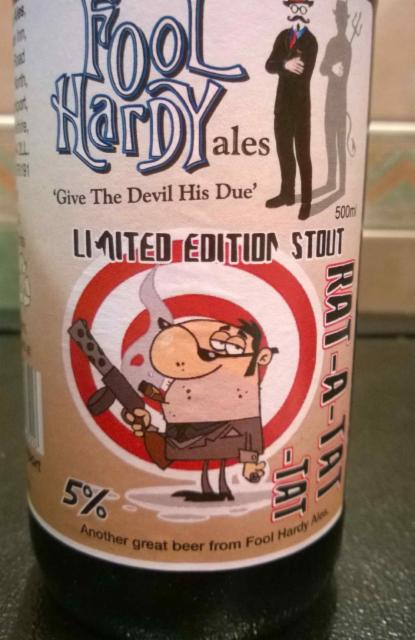 FOOL
HARDY
ales
'Give The Devil His Due'
500ml
LIMITED EDITION STOUT
RAT-A-TAT
-TAT
5%
Another great beer from Fool Hardy Ales